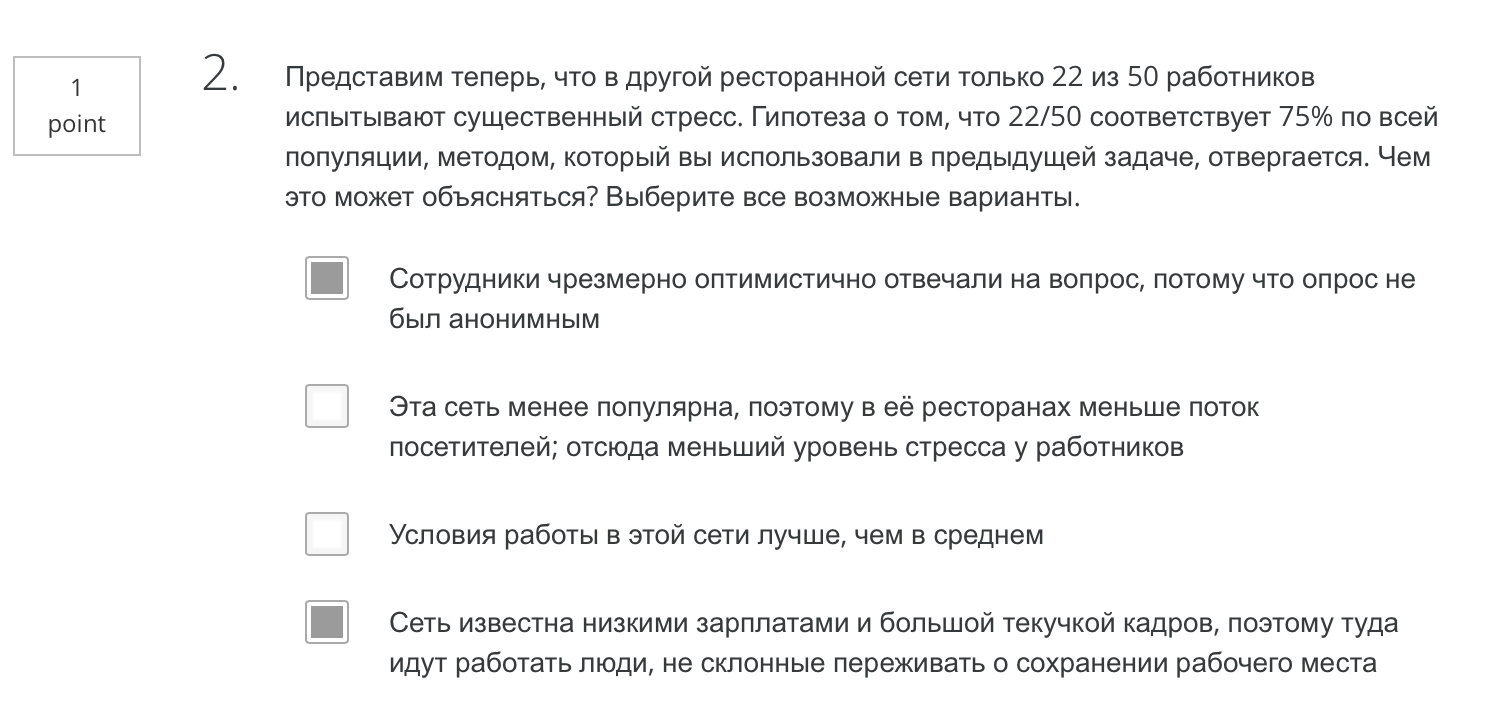 1
point
2.
Представим теперь, что в другой ресторанной сети только 22 из 50 работников
испытывают существенный стресс. Гипотеза о том, что 22/50 соответствует 75% по всей
популяции, методом, который вы использовали в предыдущей задаче, отвергается. Чем
это может объясняться? Выберите все возможные варианты.
Сотрудники чрезмерно оптимистично отвечали на вопрос, потому что опрос не
был анонимным
Эта сеть менее популярна, поэтому в её ресторанах меньше поток
посетителей; отсюда меньший уровень стресса у работников
Условия работы в этой сети лучше, чем в среднем
Сеть известна низкими зарплатами и большой текучкой кадров, поэтому туда
идут работать люди, не склонные переживать о сохранении рабочего места